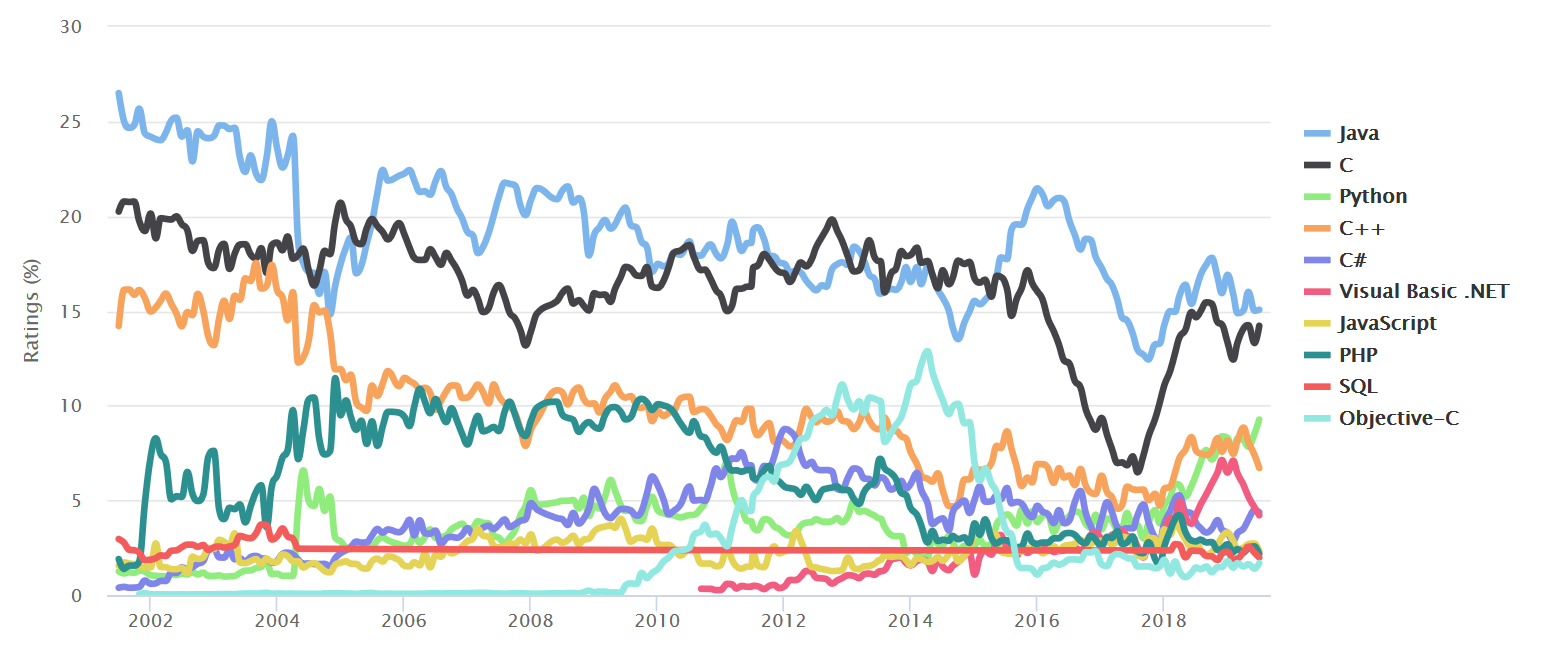 30
25
20
15
10
5
0
Ratings (%)
2002 2004 2006 2008 2010 2012 2014 2016 2018
Java
C
Python
C++
C#
Visual Basic .NET
JavaScript
PHP
SQL
Objective-C